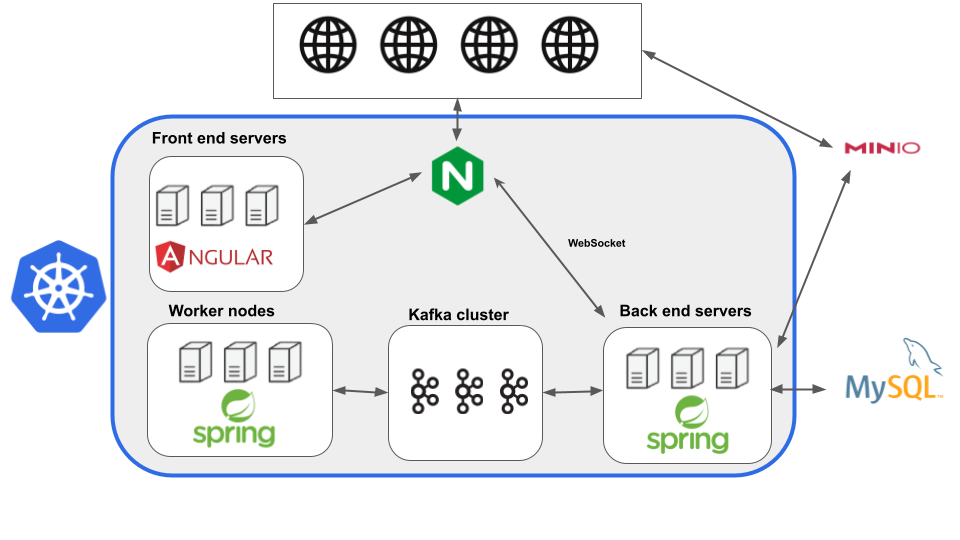 Front end servers
N
MINIO
WebSocket
ANGULAR
Worker nodes
Kafka cluster
Back end servers
spring
spring
MySQL